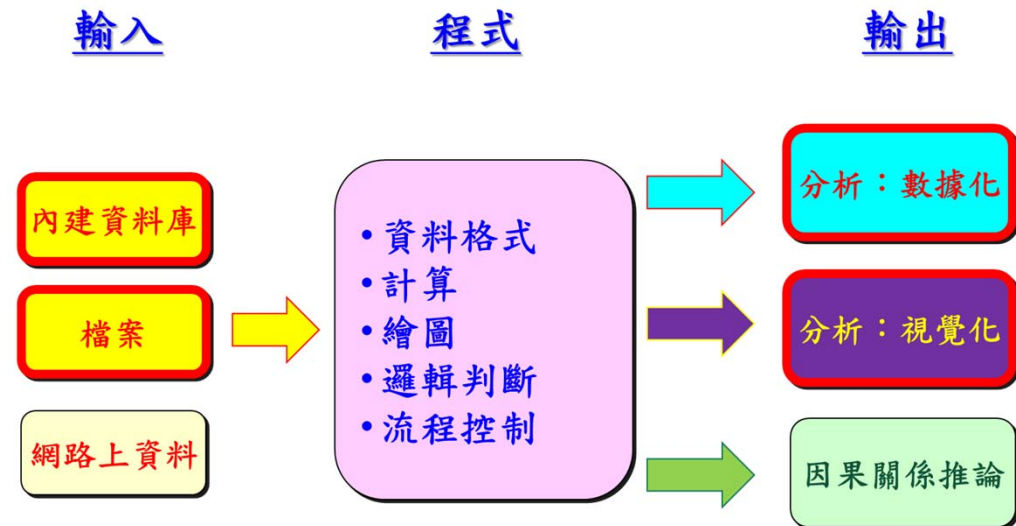 輸入
程式
輸出
內建資料庫
檔案
網路上資料
•資料格式
•計算
•繪圖
•邏輯判斷
•流程控制
分析：數據化
分析：視覺化
因果關係推論